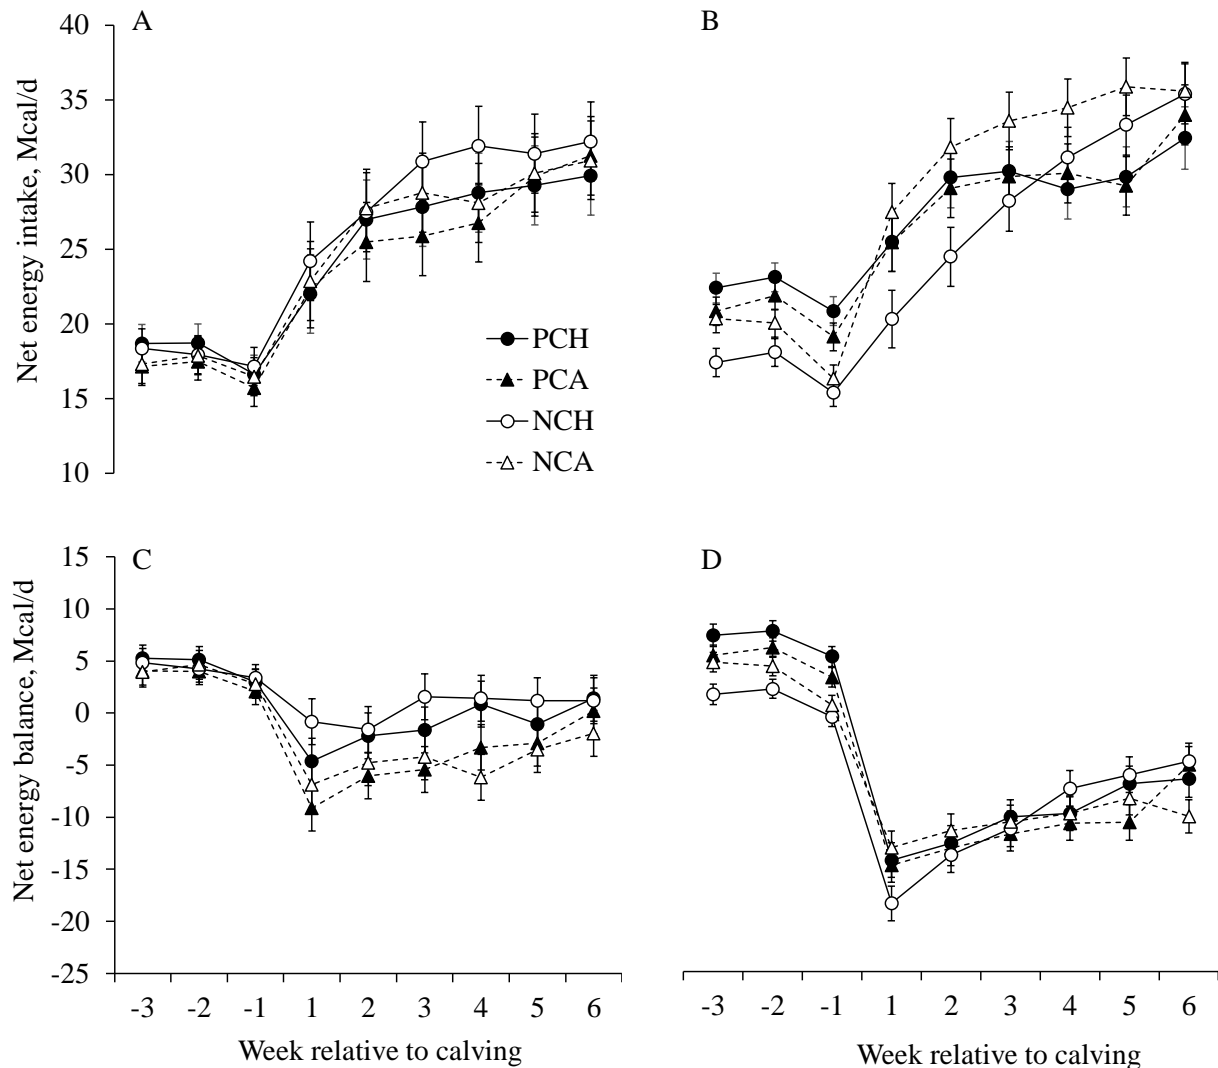 A
B
Net energy intake, Mcal/d
40
35
30
25
20
15
10
PCH
PCA
NCH
NCA
C
D
Net energy balance, Mcal/d
15
10
5
0
-5
-10
-15
-20
-25
-3 -2 -1 1 2 3 4 5 6
-3 -2 -1 1 2 3 4 5 6
Week relative to calving
Week relative to calving